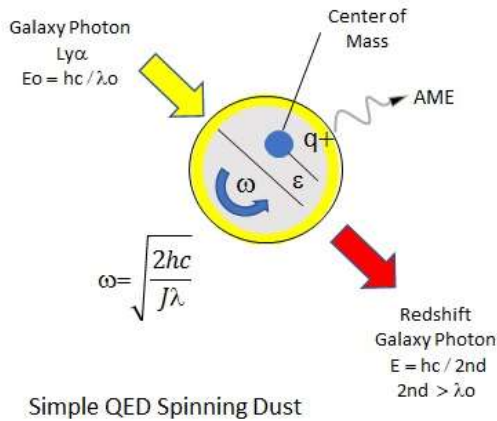 Galaxy Photon
Lyα
Eo = hc / λo
Center of
Mass
q+
AME
ω
ε
ω=√(2hc/Jλ)
Redshift
Galaxy Photon
E = hc / 2nd
2nd > λo
Simple QED Spinning Dust